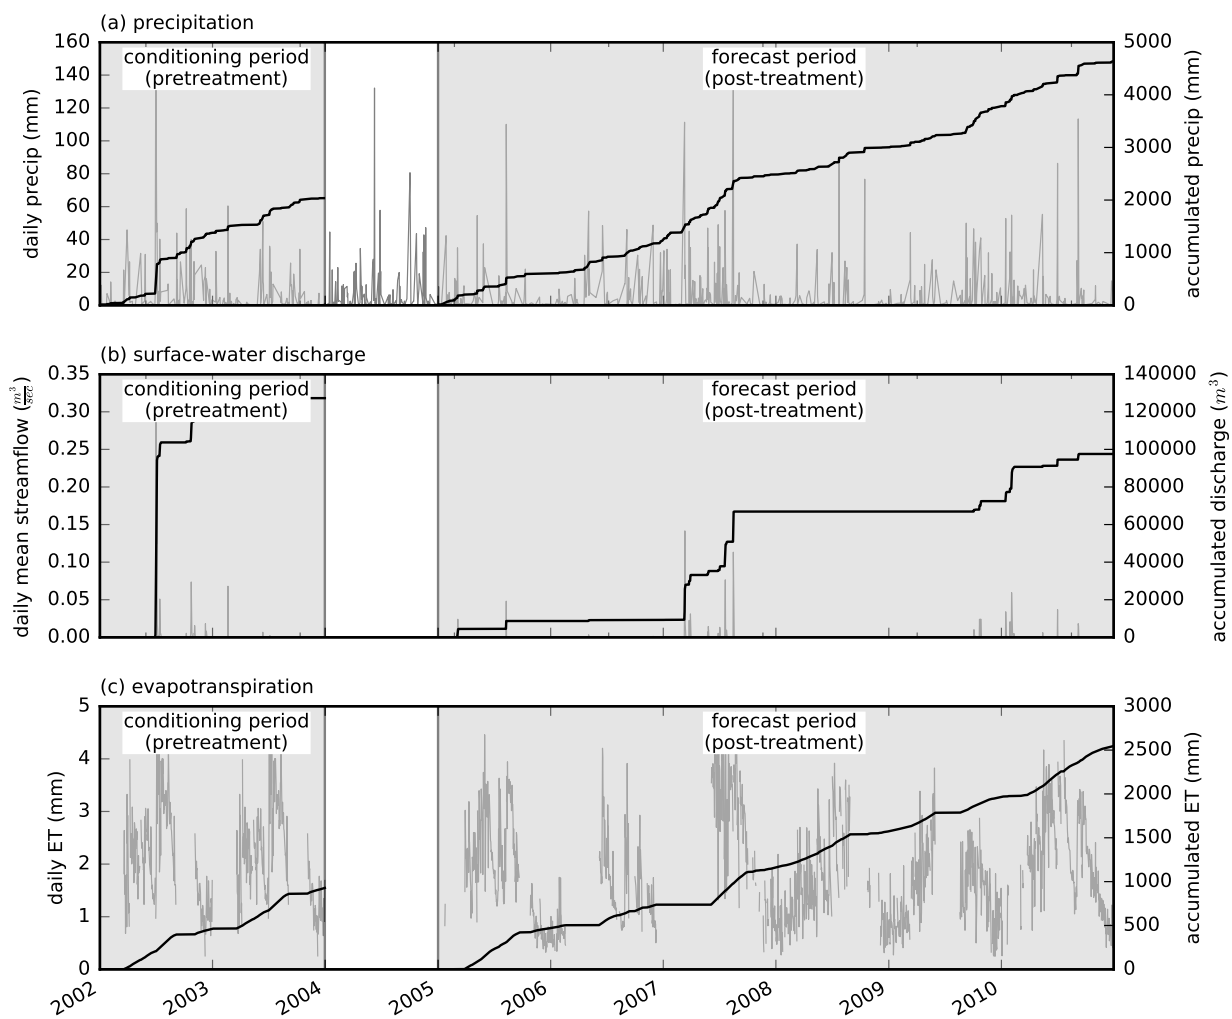 (a) precipitation
160
140
120
100
80
60
40
20
0
daily precip (mm)
conditioning period
(pretreatment)
forecast period
(post-treatment)
5000
4000
3000
2000
1000
0
accumulated precip (mm)
(b) surface-water discharge
0.35
0.30
0.25
0.20
0.15
0.10
0.05
0.00
daily mean streamflow (m³/sec)
conditioning period
(pretreatment)
forecast period
(post-treatment)
140000
120000
100000
80000
60000
40000
20000
0
accumulated discharge (m³)
(c) evapotranspiration
5
4
3
2
1
0
daily ET (mm)
conditioning period
(pretreatment)
forecast period
(post-treatment)
3000
2500
2000
1500
1000
500
0
accumulated ET (mm)
2002
2003
2004
2005
2006
2007
2008
2009
2010